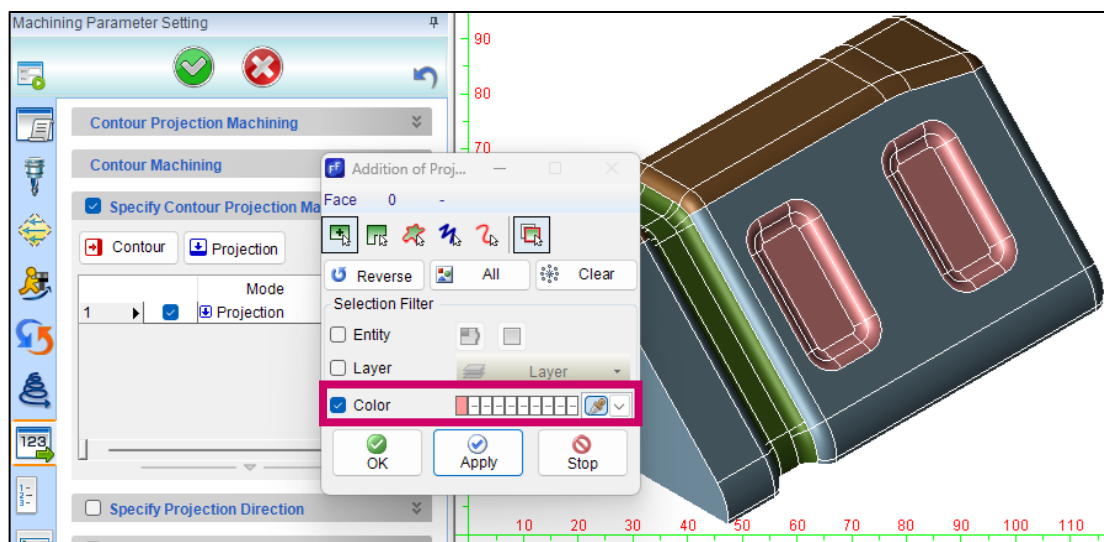 Machining Parameter Setting
Contour Projection Machining
Contour Machining
Specify Contour Projection Ma
Contour Projection
Mode
1 Projection
Specify Projection Direction
123
Addition of Proj...
Face 0 -
Reverse All Clear
Selection Filter
Entity
Layer Layer
Color
OK Apply Stop
90
80
70
10 20 30 40 50 60 70 80 90 100 110